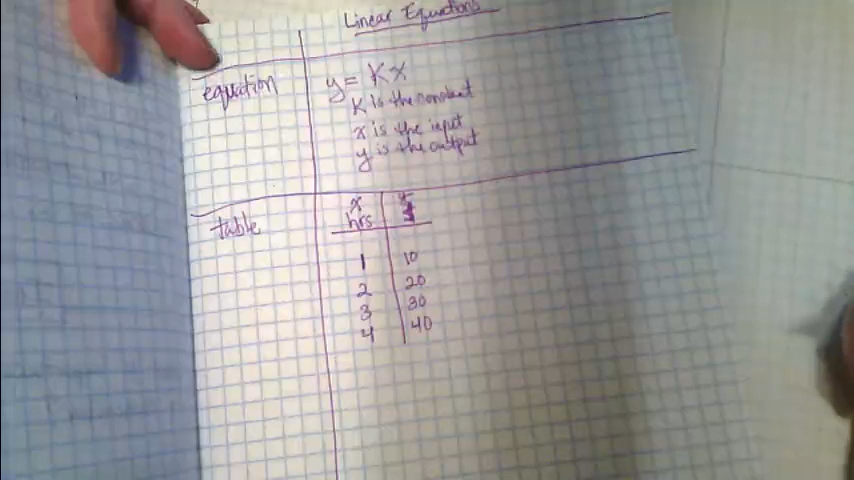 Linear Equations
equation
y = Kx
K is the constant
x is the input
y is the output
table
x y
hrs $
1 10
2 20
3 30
4 40